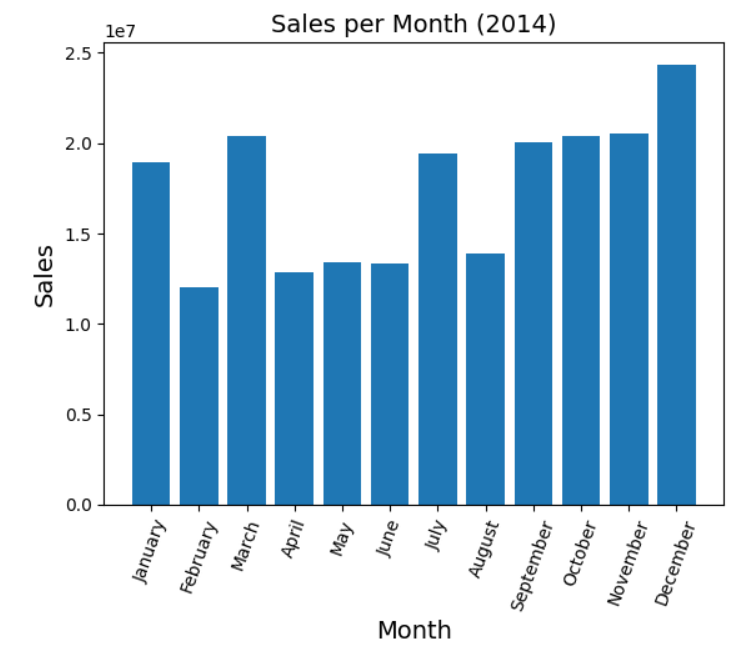 Sales per Month (2014)
1e7
2.5
2.0
1.5
1.0
0.5
0.0
Sales
January
February
March
April
May
June
July
August
September
October
November
December
Month